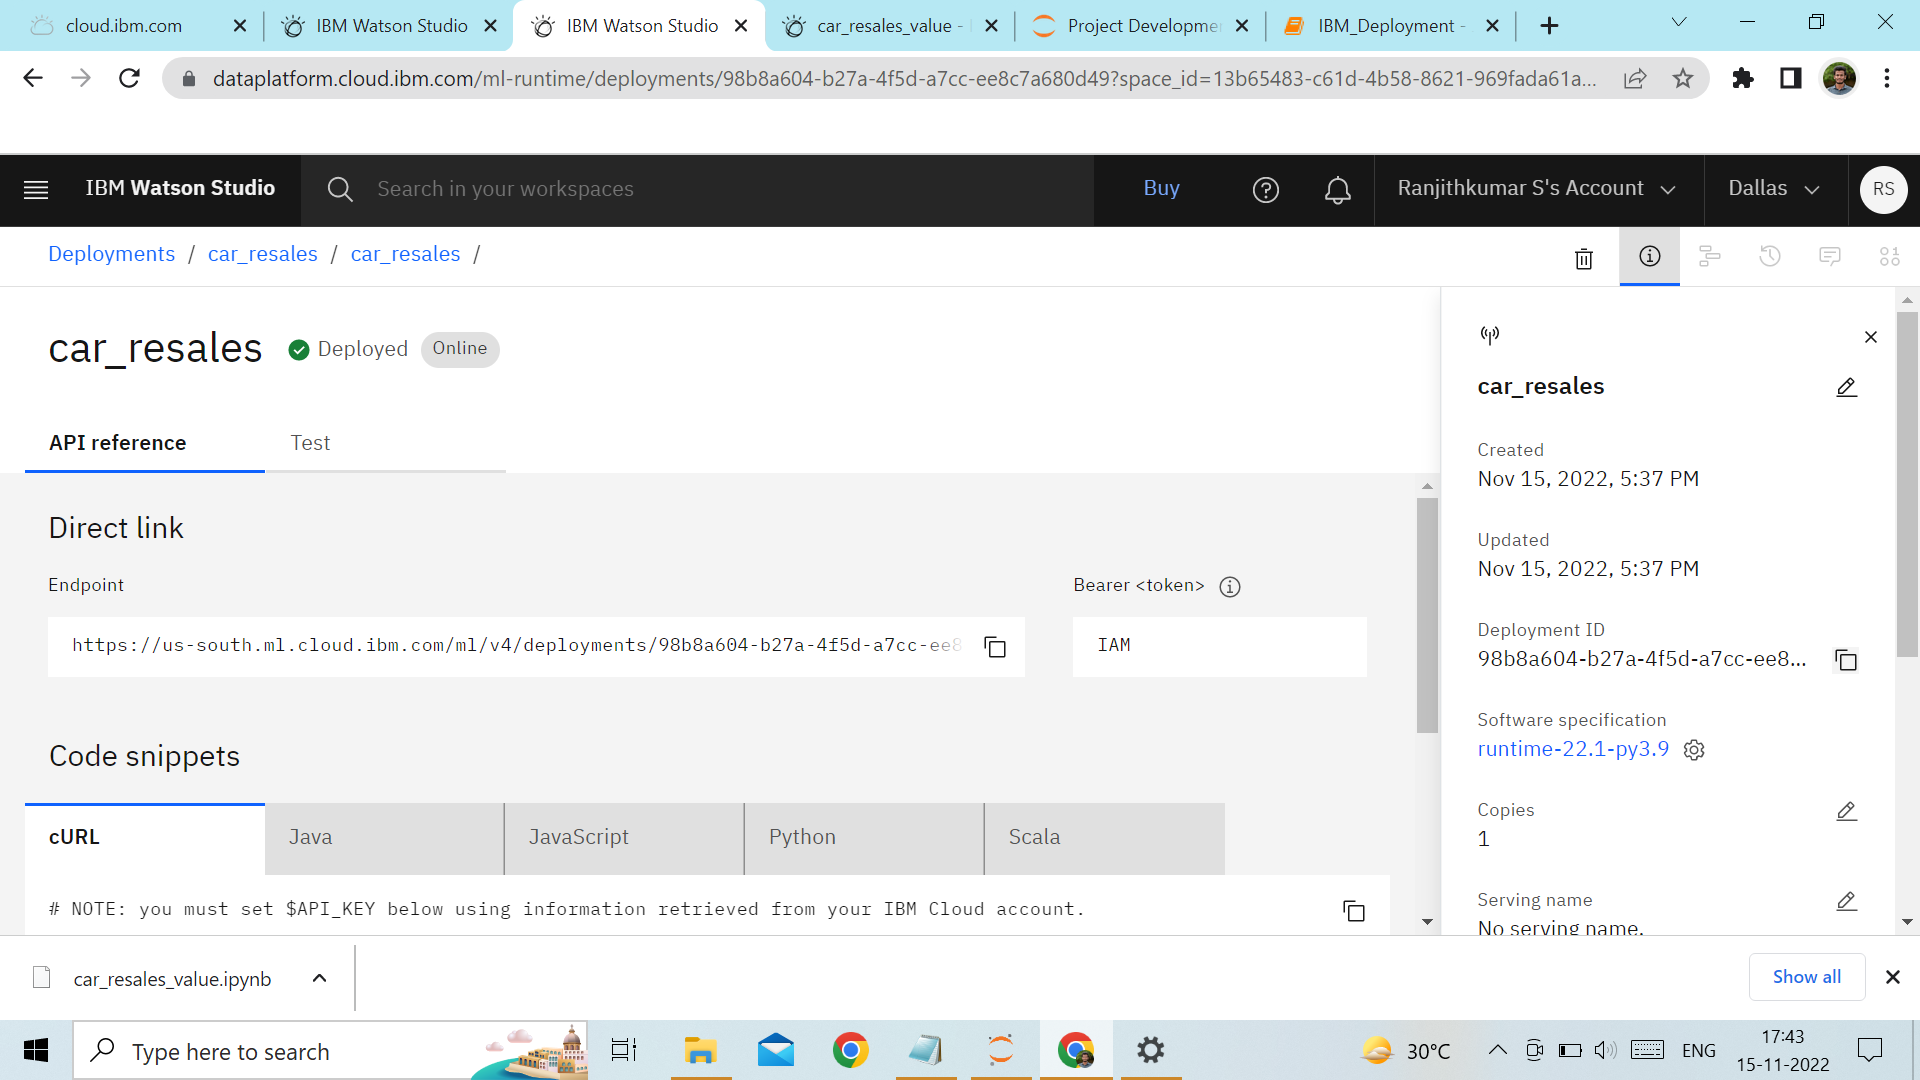 cloud.ibm.com
IBM Watson Studio
IBM Watson Studio
car_resales_value -
Project Developme
IBM_Deployment -
dataplatform.cloud.ibm.com/ml-runtime/deployments/98b8a604-b27a-4f5d-a7cc-ee8c7a680d49?space_id=13b65483-c61d-4b58-8621-969fada61a...
IBM Watson Studio
Search in your workspaces
Buy
Ranjithkumar S's Account
Dallas
RS
Deployments / car_resales / car_resales /
car_resales
Deployed
Online
API reference
Test
Direct link
Endpoint
Bearer <token>
https://us-south.ml.cloud.ibm.com/ml/v4/deployments/98b8a604-b27a-4f5d-a7cc-ee8
IAM
Code snippets
cURL
Java
JavaScript
Python
Scala
# NOTE: you must set $API_KEY below using information retrieved from your IBM Cloud account.
car_resales
Created
Nov 15, 2022, 5:37 PM
Updated
Nov 15, 2022, 5:37 PM
Deployment ID
98b8a604-b27a-4f5d-a7cc-ee8...
Software specification
runtime-22.1-py3.9
Copies
1
Serving name
No serving name.
car_resales_value.ipynb
Show all
Type here to search
30°C
ENG
17:43
15-11-2022